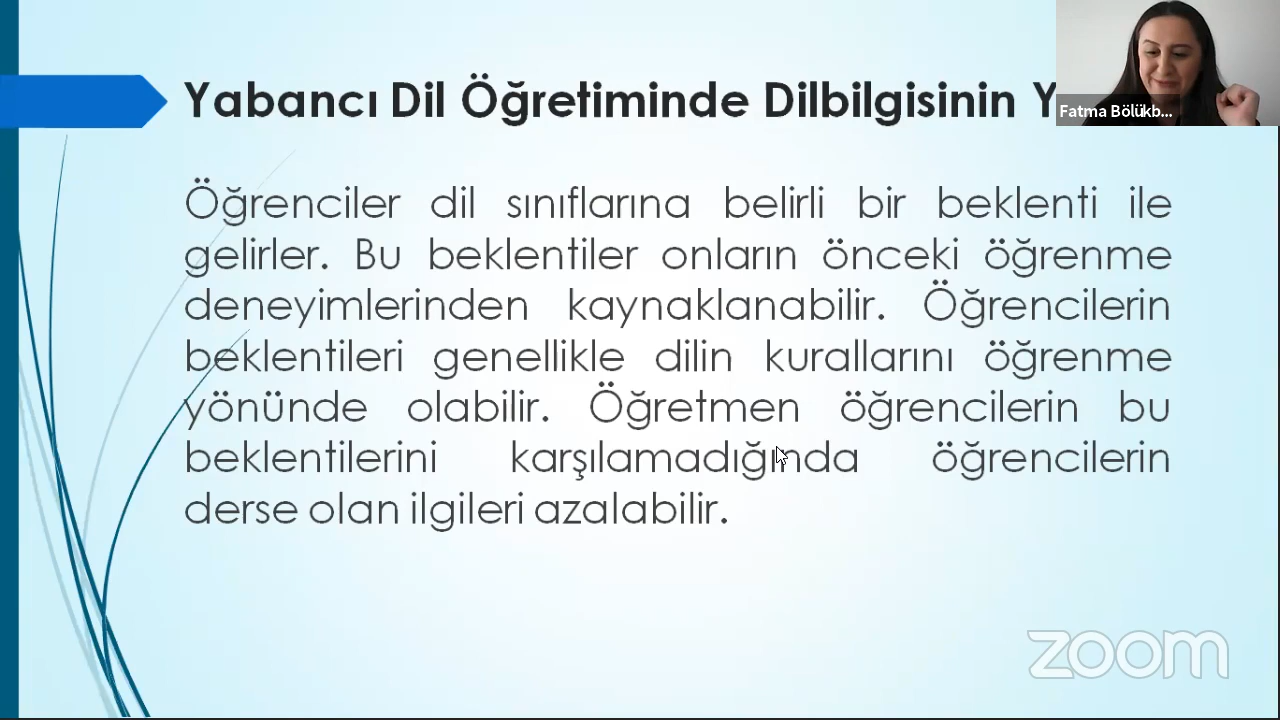 Yabancı Dil Öğretiminde Dilbilgisinin
Fatma Bölükb...
Öğrenciler dil sınıflarına belirli bir beklenti ile
gelirler. Bu beklentiler onların önceki öğrenme
deneyimlerinden kaynaklanabilir. Öğrencilerin
beklentileri genellikle dilin kurallarını öğrenme
yönünde olabilir. Öğretmen öğrencilerin bu
beklentilerini karşılamadığında öğrencilerin
derse olan ilgileri azalabilir.
zoom